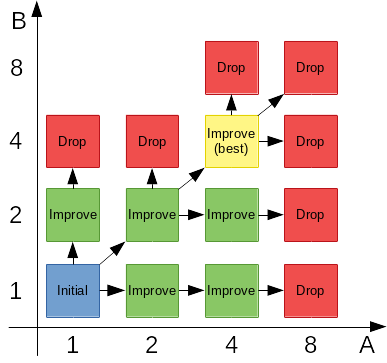 B
8
Drop
Drop
4
Drop
Drop
Improve
(best)
Drop
2
Improve
Improve
Improve
Drop
1
Initial
Improve
Improve
Drop
1
2
4
8
A